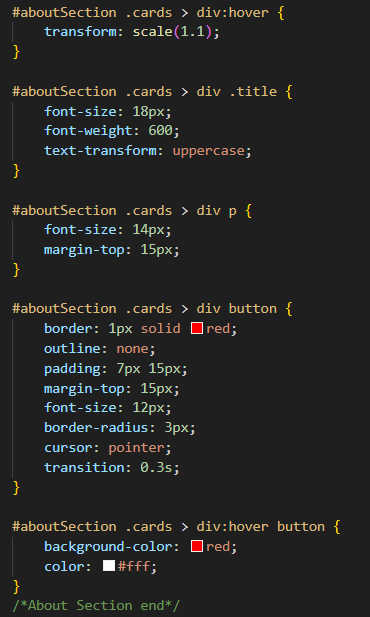 #aboutSection .cards > div:hover {
    transform: scale(1.1);
}

#aboutSection .cards > div .title {
    font-size: 18px;
    font-weight: 600;
    text-transform: uppercase;
}

#aboutSection .cards > div p {
    font-size: 14px;
    margin-top: 15px;
}

#aboutSection .cards > div button {
    border: 1px solid red;
    outline: none;
    padding: 7px 15px;
    margin-top: 15px;
    font-size: 12px;
    border-radius: 3px;
    cursor: pointer;
    transition: 0.3s;
}

#aboutSection .cards > div:hover button {
    background-color: red;
    color: #fff;
}
/*About Section end*/